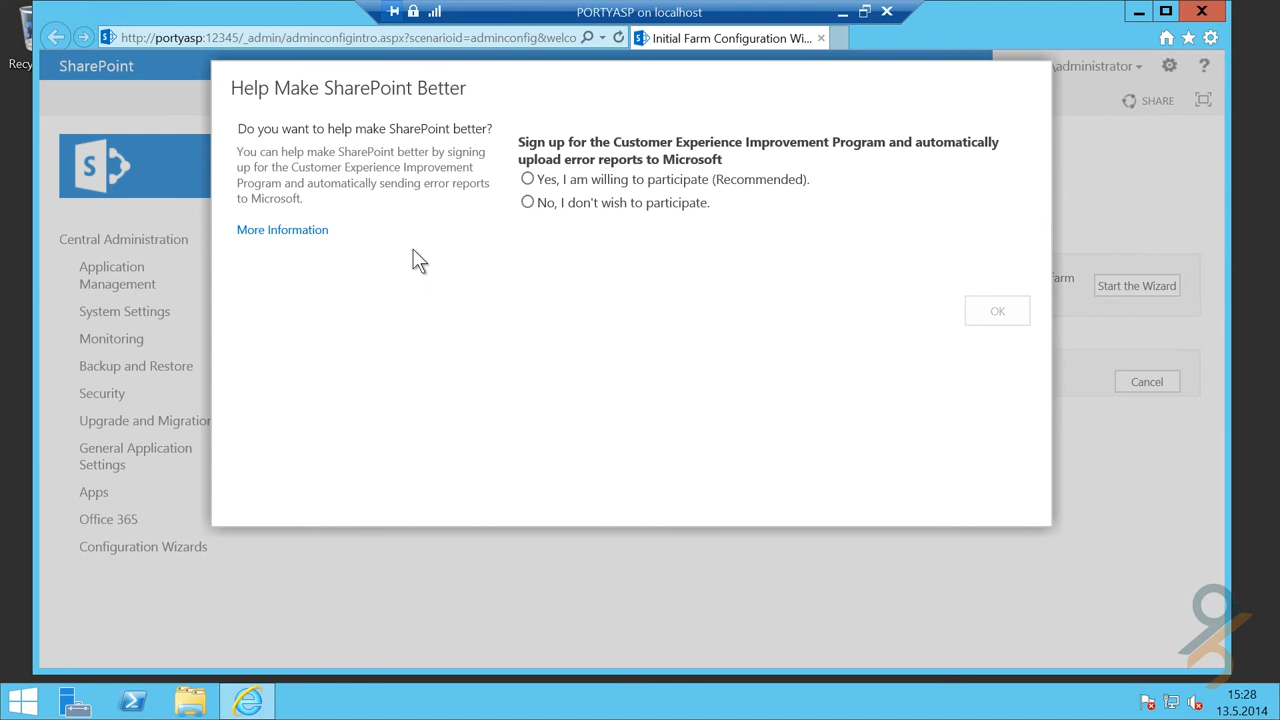 PORTYASP on localhost
Recy
http://portyasp:12345/_admin/adminconfigintro.aspx?scenarioid=adminconfig&welco
Initial Farm Configuration Wi...
SharePoint
\administrator
SHARE
Help Make SharePoint Better
Do you want to help make SharePoint better?
You can help make SharePoint better by signing
up for the Customer Experience Improvement
Program and automatically sending error reports
to Microsoft.
More Information
Sign up for the Customer Experience Improvement Program and automatically
upload error reports to Microsoft
Yes, I am willing to participate (Recommended).
No, I don't wish to participate.
OK
Central Administration
Application
Management
System Settings
Monitoring
Backup and Restore
Security
Upgrade and Migration
General Application
Settings
Apps
Office 365
Configuration Wizards
arm
Start the Wizard
Cancel
15:28
13.5.2014